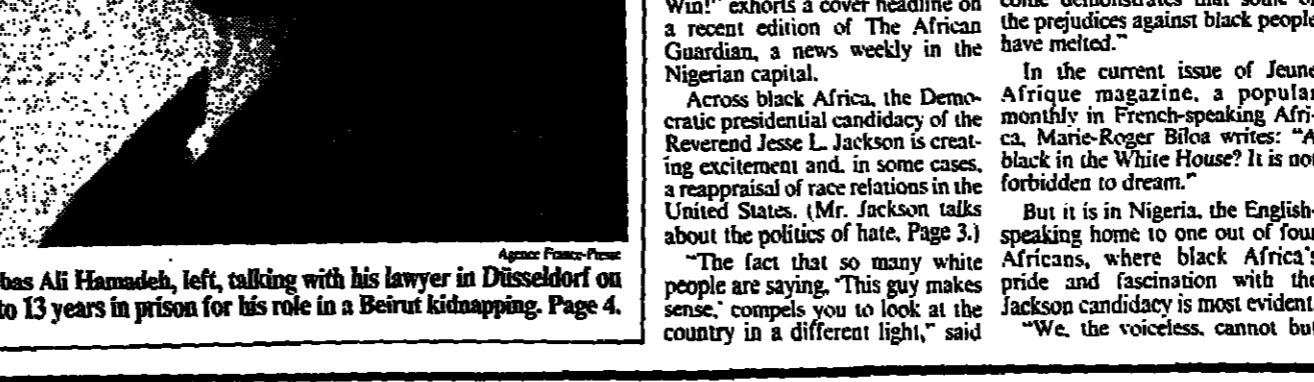 Agence France-Presse
bas Ali Hamadeh, left, talking with his lawyer in Düsseldorf on
to 13 years in prison for his role in a Beirut kidnapping. Page 4.
Win!" exhorts a cover headline on
a recent edition of The African
Guardian, a news weekly in the
Nigerian capital.
Across black Africa, the Demo-
cratic presidential candidacy of the
Reverend Jesse L. Jackson is creat-
ing excitement and, in some cases,
a reappraisal of race relations in the
United States. (Mr. Jackson talks
about the politics of hate, Page 3.)
"The fact that so many white
people are saying, 'This guy makes
sense,' compels you to look at the
country in a different light," said
the prejudices against black people
have melted."
In the current issue of Jeune
Afrique magazine, a popular
monthly in French-speaking Afri-
ca, Marie-Roger Biloa writes: "A
black in the White House? It is not
forbidden to dream."
But it is in Nigeria, the English-
speaking home to one out of four
Africans, where black Africa's
pride and fascination with the
Jackson candidacy is most evident.
"We, the voiceless, cannot but